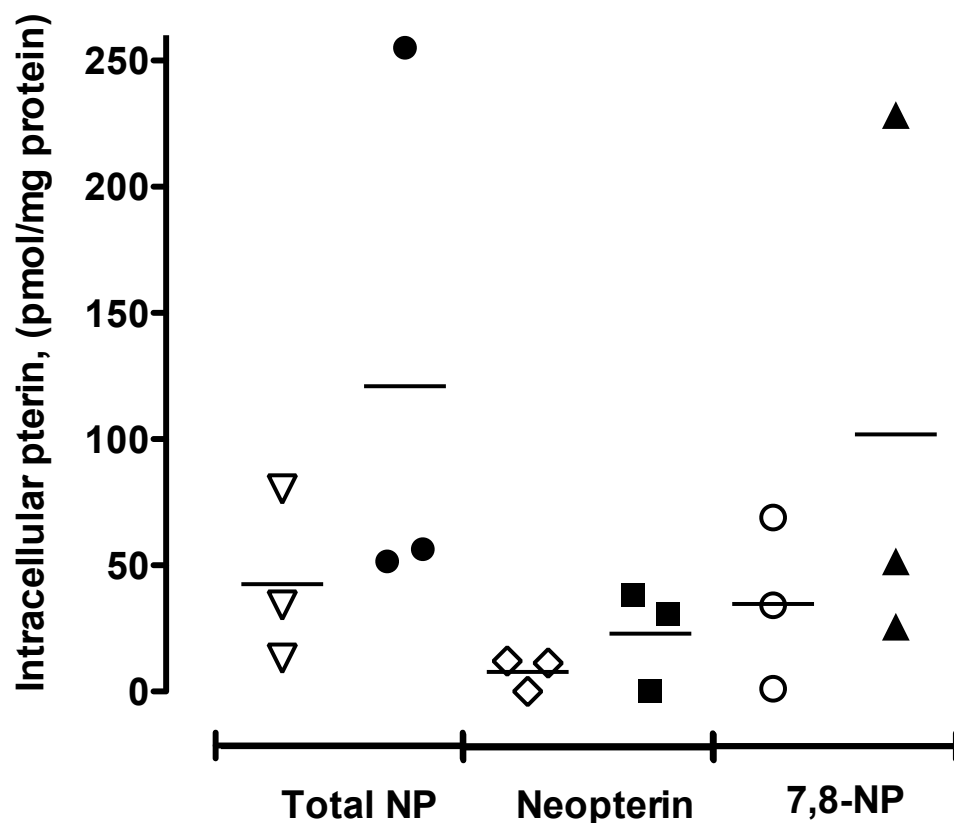 Intracellular pterin, (pmol/mg protein)
250
200
150
100
50
0
Total NP
Neopterin
7,8-NP